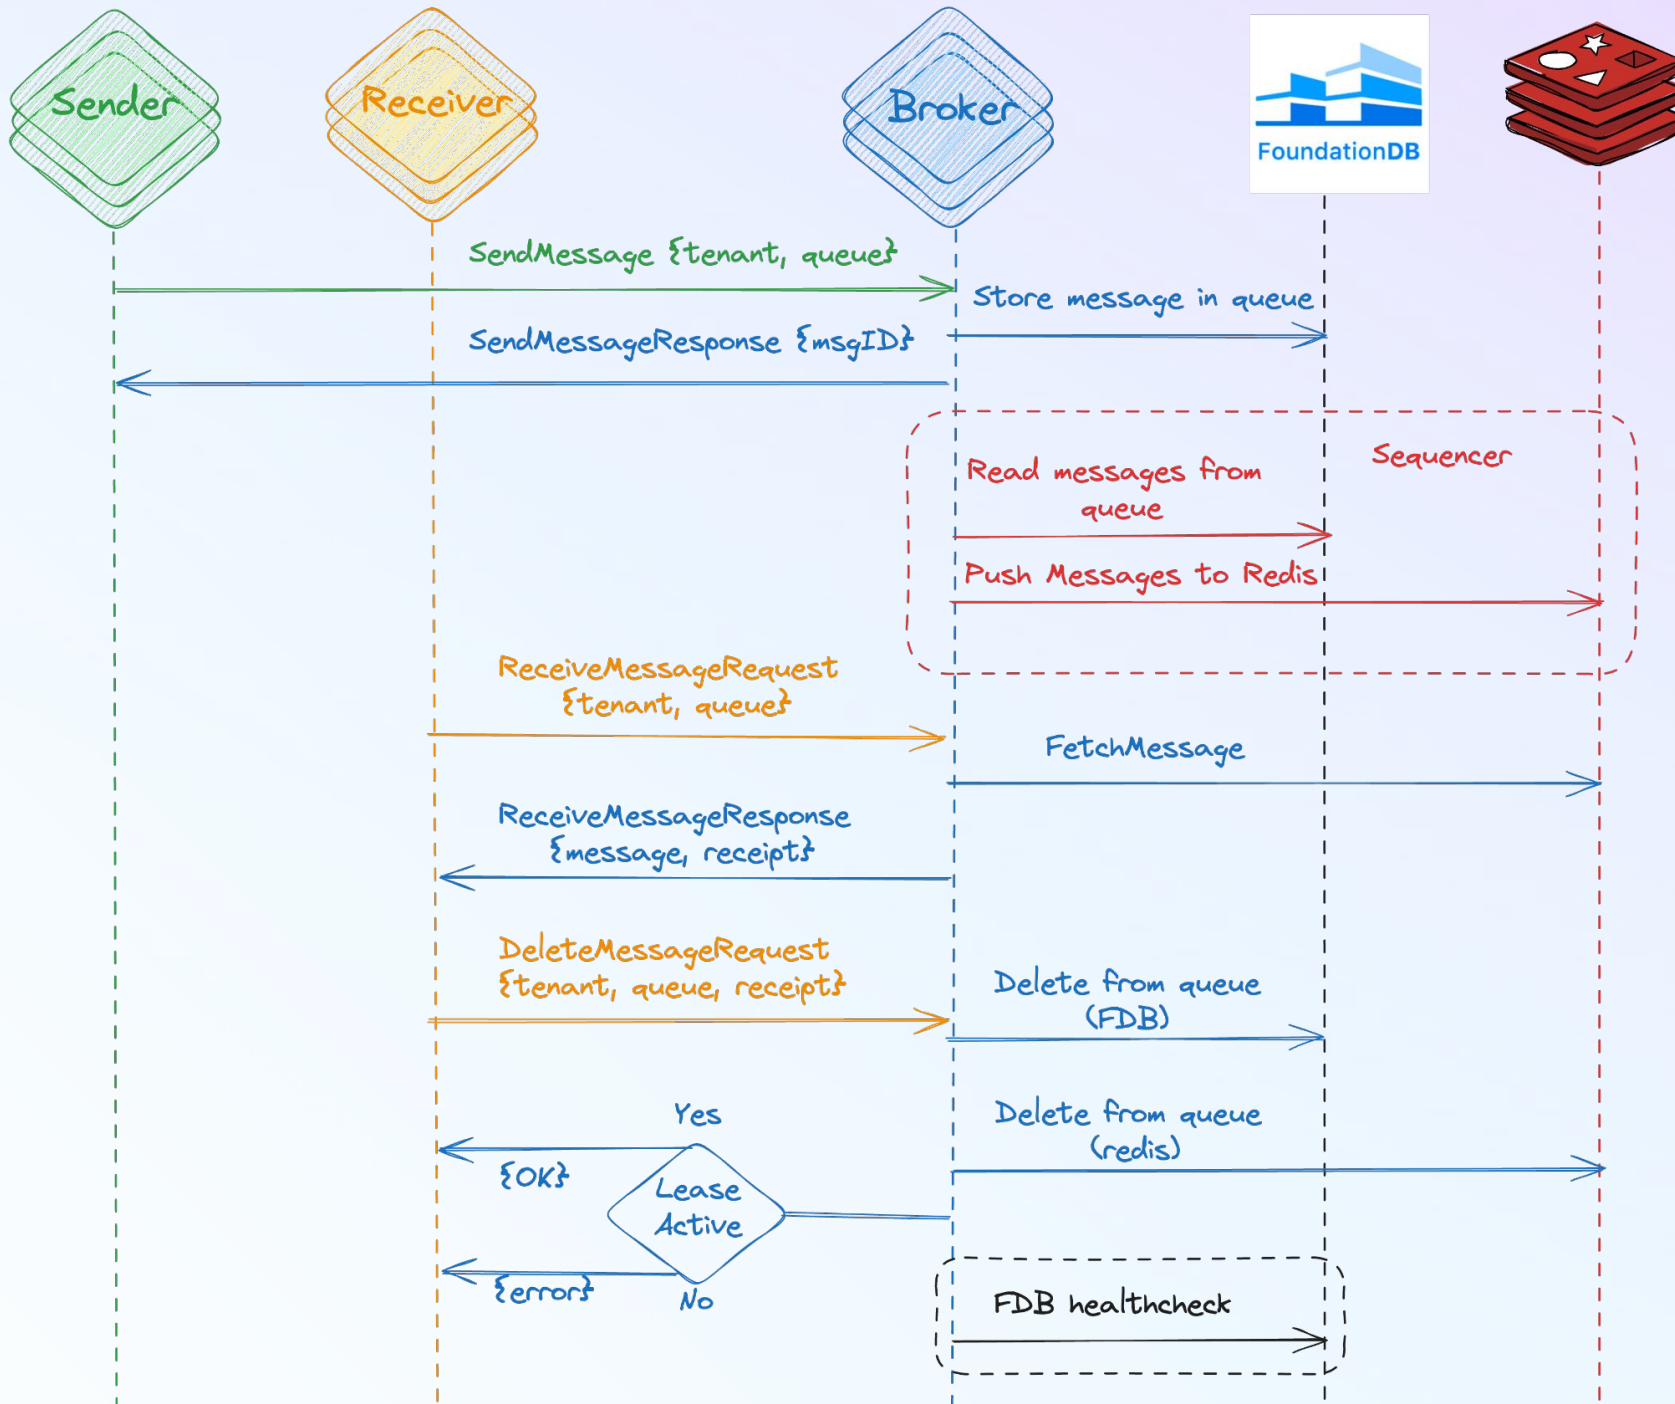 Sender
Receiver
Broker
FoundationDB
SendMessage {tenant, queue}
Store message in queue
SendMessageResponse {msgID}
Sequencer
Read messages from
queue
Push Messages to Redis
ReceiveMessageRequest
{tenant, queue}
FetchMessage
ReceiveMessageResponse
{message, receipt}
DeleteMessageRequest
{tenant, queue, receipt}
Delete from queue
(FDB)
Yes
Delete from queue
(redis)
{OK}
Lease
Active
{error}
No
FDB healthcheck